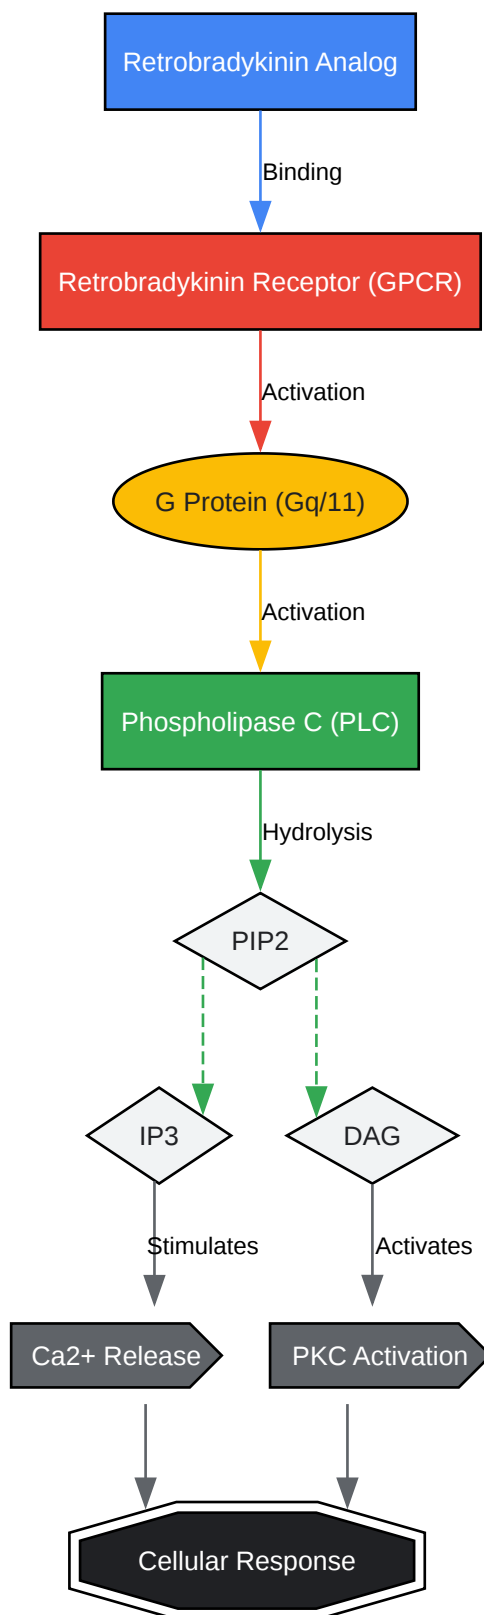 Retrobradykinin Analog
Binding
Retrobradykinin Receptor (GPCR)
Activation
G Protein (Gq/11)
Activation
Phospholipase C (PLC)
Hydrolysis
PIP2
IP3
DAG
Stimulates
Activates
Ca2+ Release
PKC Activation
Cellular Response